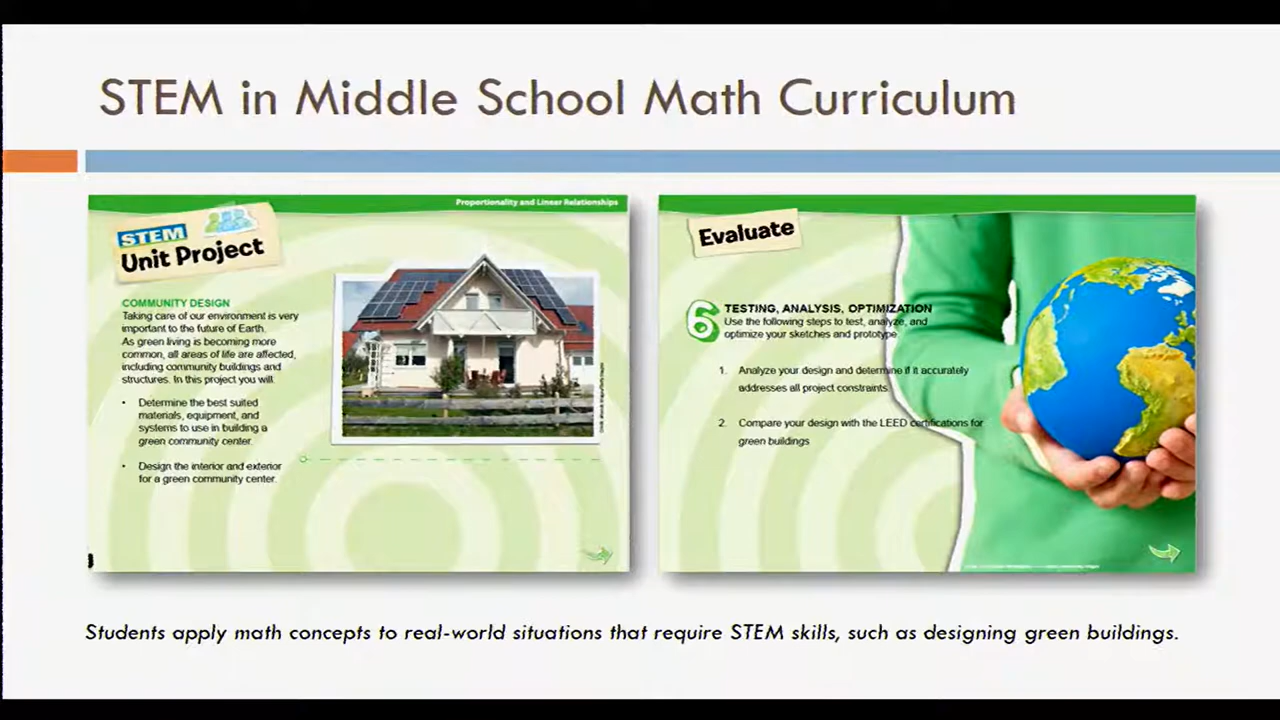 STEM in Middle School Math Curriculum
Proportionality and Linear Relationships
STEM
Unit Project
COMMUNITY DESIGN
Taking care of our environment is very
important to the future of Earth.
As green living is becoming more
common, all areas of life are affected,
including community buildings and
structures. In this project you will
• Determine the best suited
materials, equipment, and
systems to use in building a
green community center.
• Design the interior and exterior
for a green community center.
Evaluate
6 TESTING, ANALYSIS, OPTIMIZATION
Use the following steps to test, analyze, and
optimize your sketches and prototype.
1. Analyze your design and determine if it accurately
addresses all project constraints
2. Compare your design with the LEED certifications for
green buildings
Students apply math concepts to real-world situations that require STEM skills, such as designing green buildings.